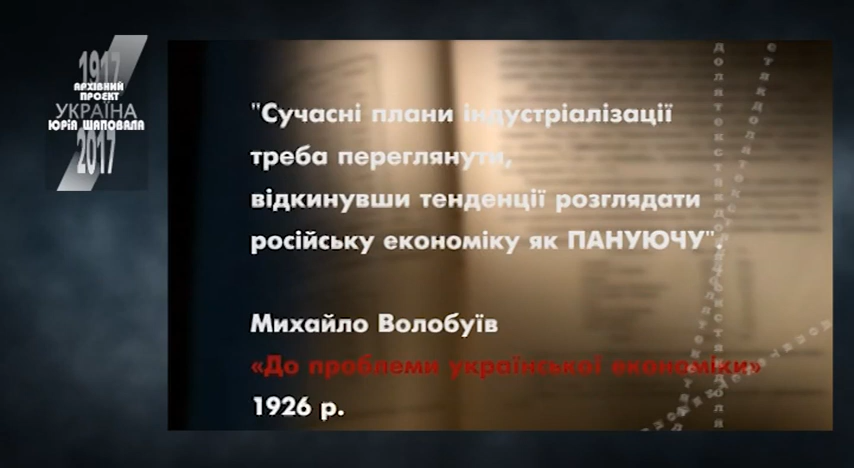 1917
АРХІВНИЙ
ПРОЕКТ
УКРАЇНА
ЮРІЯ ШАПОВАЛА
2017
"Сучасні плани індустріалізації
треба переглянути,
відкинувши тенденції розглядати
російську економіку як ПАНУЮЧУ".
Михайло Волобуїв
«До проблеми української економіки»
1926 р.